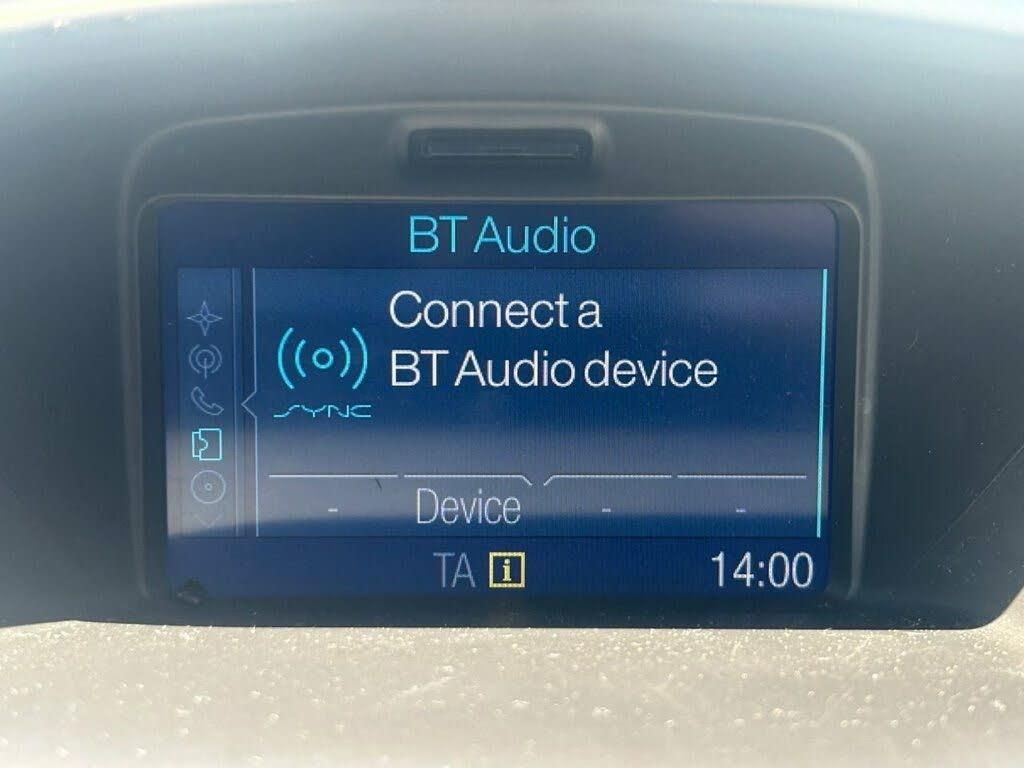 BT Audio
Connect a
BT Audio device
SYNC
- Device - -
TA i 14:00